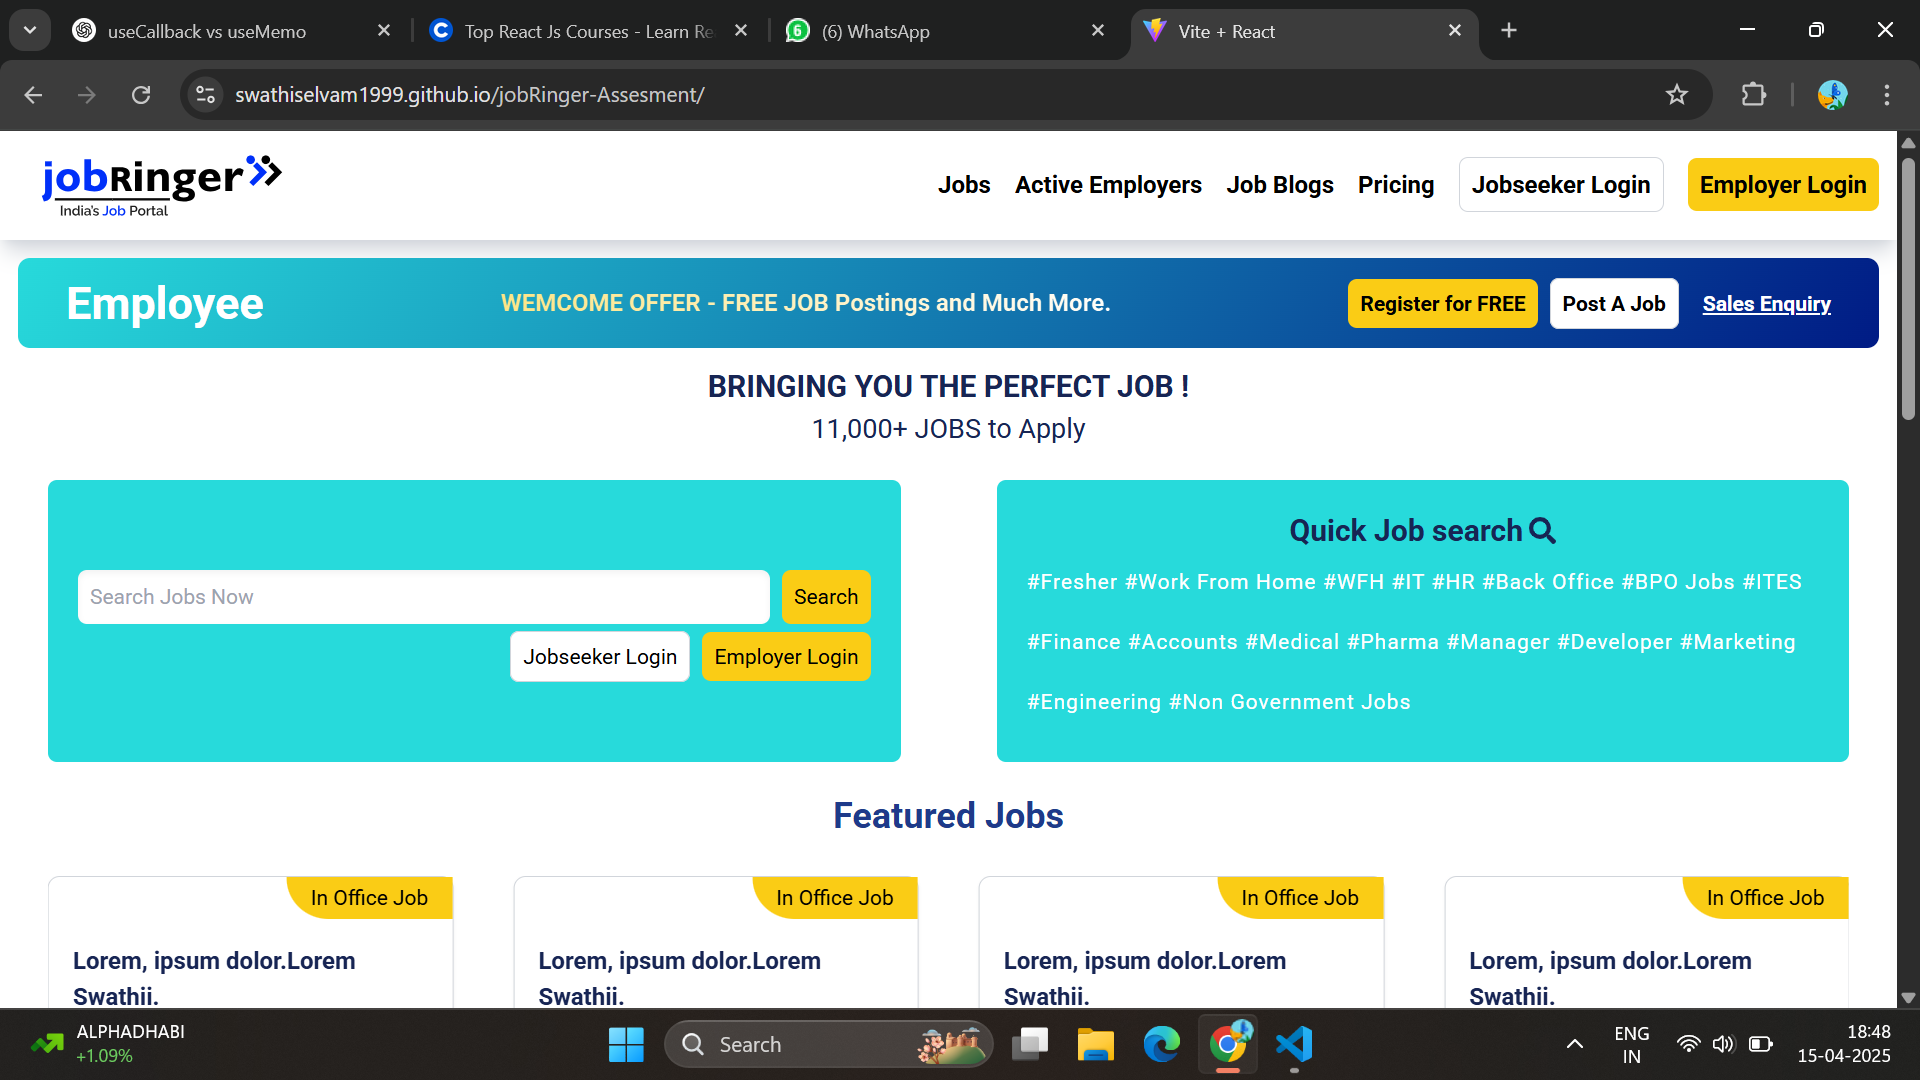 useCallback vs useMemo
Top React Js Courses - Learn Re
(6) WhatsApp
Vite + React
swathiselvam1999.github.io/jobRinger-Assesment/
jobRinger
India's Job Portal
Jobs
Active Employers
Job Blogs
Pricing
Jobseeker Login
Employer Login
Employee
WEMCOME OFFER - FREE JOB Postings and Much More.
Register for FREE
Post A Job
Sales Enquiry
BRINGING YOU THE PERFECT JOB !
11,000+ JOBS to Apply
Search Jobs Now
Search
Jobseeker Login
Employer Login
Quick Job search
#Fresher #Work From Home #WFH #IT #HR #Back Office #BPO Jobs #ITES
#Finance #Accounts #Medical #Pharma #Manager #Developer #Marketing
#Engineering #Non Government Jobs
Featured Jobs
In Office Job
Lorem, ipsum dolor.Lorem
Swathii.
In Office Job
Lorem, ipsum dolor.Lorem
Swathii.
In Office Job
Lorem, ipsum dolor.Lorem
Swathii.
In Office Job
Lorem, ipsum dolor.Lorem
Swathii.
ALPHADHABI
+1.09%
Search
ENG
IN
18:48
15-04-2025